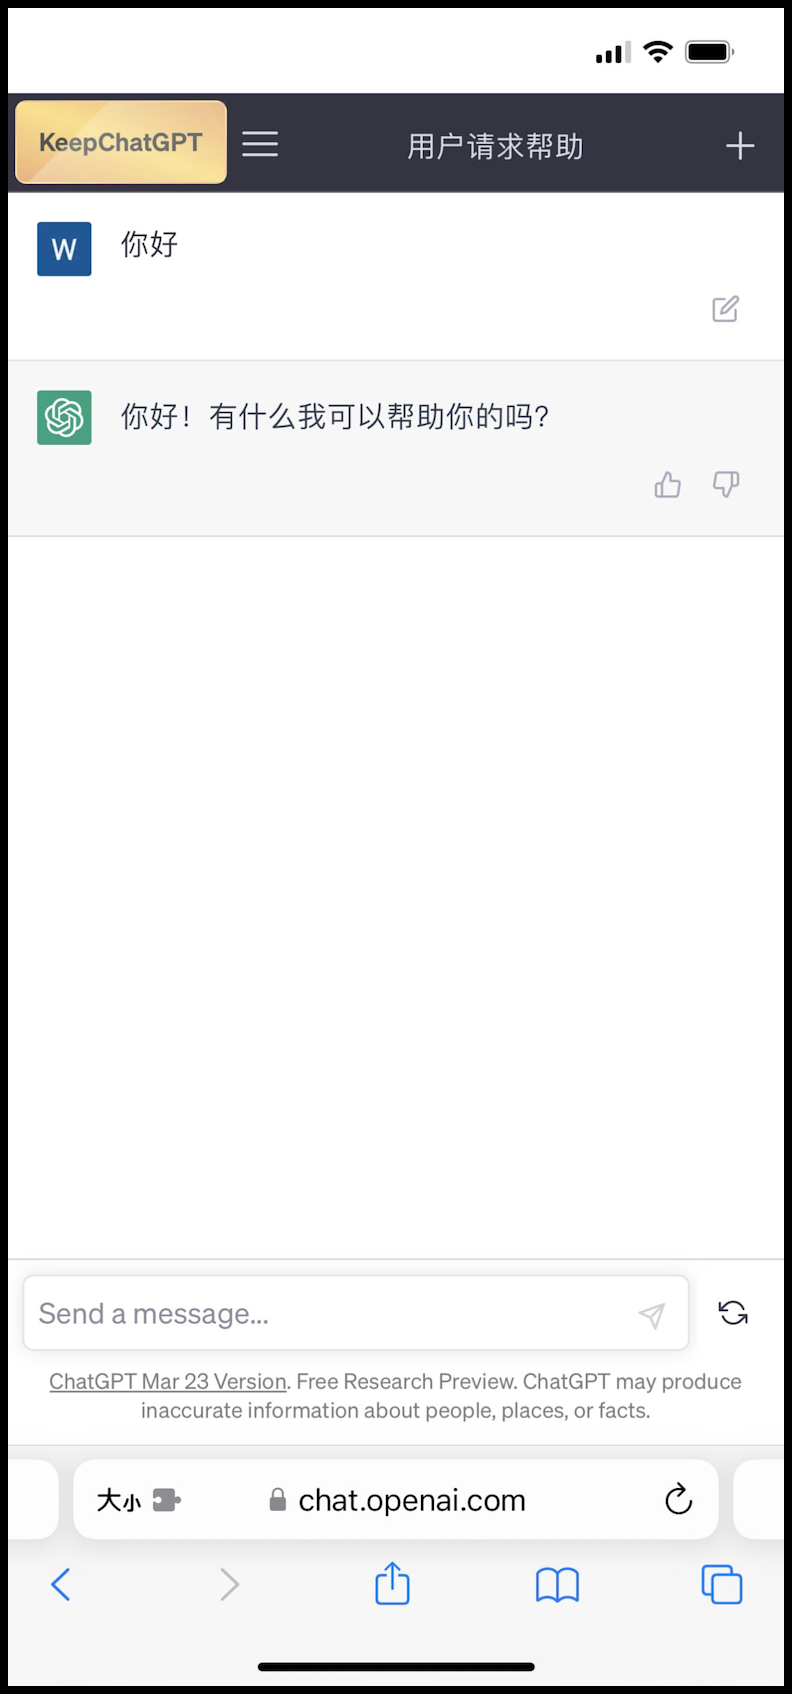 KeepChatGPT
用户请求帮助
W
你好
你好！有什么我可以帮助你的吗？
Send a message...
ChatGPT Mar 23 Version. Free Research Preview. ChatGPT may produce
inaccurate information about people, places, or facts.
大小 chat.openai.com